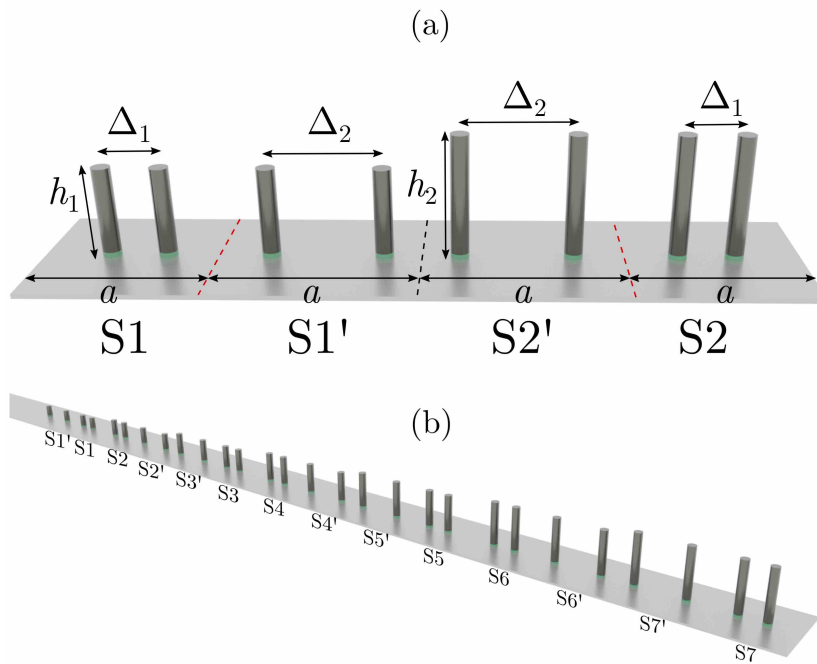 (a)
Δ₁ Δ₂ Δ₂ Δ₁
h₁ h₂
a a a a
S1 S1' S2' S2
(b)
S1' S1 S2 S2' S3' S3 S4 S4' S5' S5 S6 S6' S7' S7